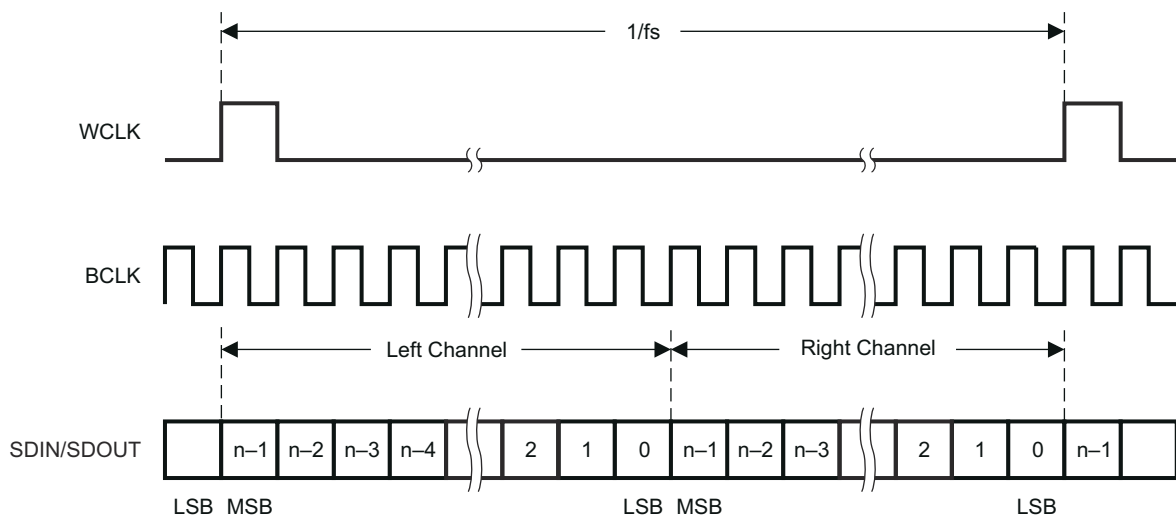 1/fs
WCLK
BCLK
Left Channel Right Channel
SDIN/SDOUT n–1 n–2 n–3 n–4 2 1 0 n–1 n–2 n–3 2 1 0 n–1
LSB MSB LSB MSB LSB